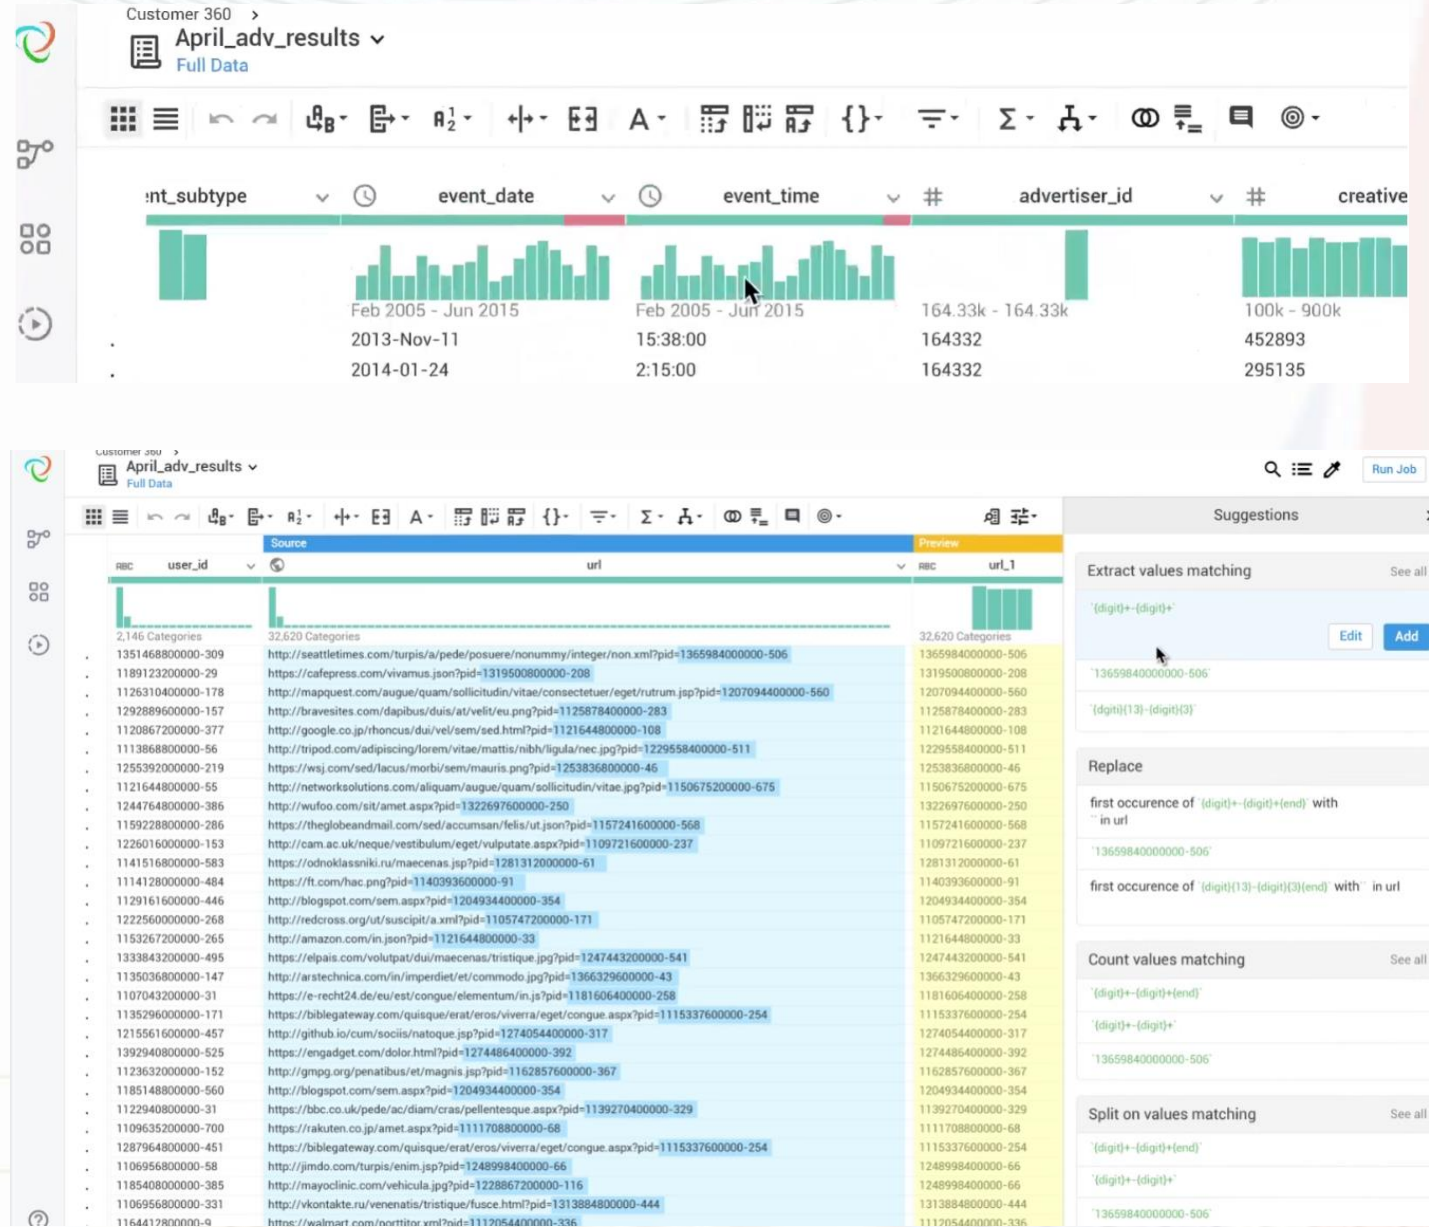 Customer 360 >
April_adv_results
Full Data
A
{}
Σ
ent_subtype
event_date
event_time
# advertiser_id
# creative
Feb 2005 - Jun 2015
Feb 2005 - Jun 2015
164.33k - 164.33k
100k - 900k
2013-Nov-11 15:38:00 164332 452893
2014-01-24 2:15:00 164332 295135
Customer 360 >
April_adv_results
Full Data
Run Job
A
{}
Σ
Suggestions
Source
Preview
RBC user_id
url
RBC url_1
2,146 Categories
32,620 Categories
32,620 Categories
1351468800000-309 http://seattletimes.com/turpis/a/pede/posuere/nonummy/integer/non.xml?pid=1365984000000-506 1365984000000-506
1189123200000-29 https://cafepress.com/vivamus.json?pid=1319500800000-208 1319500800000-208
1126310400000-178 http://mapquest.com/augue/quam/sollicitudin/vitae/consectetuer/eget/rutrum.jsp?pid=1207094400000-560 1207094400000-560
1292889600000-157 http://bravesites.com/dapibus/duis/at/velit/eu.png?pid=1125878400000-283 1125878400000-283
1120867200000-377 http://google.co.jp/rhoncus/dui/vel/sem/sed.html?pid=1121644800000-108 1121644800000-108
1113868800000-56 http://tripod.com/adipiscing/lorem/vitae/mattis/nibh/ligula/nec.jpg?pid=1229558400000-511 1229558400000-511
1255392000000-219 https://wsj.com/sed/lacus/morbi/sem/mauris.png?pid=1253836800000-46 1253836800000-46
1121644800000-55 http://networksolutions.com/aliquam/augue/quam/sollicitudin/vitae.jpg?pid=1150675200000-675 1150675200000-675
1244764800000-386 http://wufoo.com/sit/amet.aspx?pid=1322697600000-250 1322697600000-250
1159228800000-286 https://theglobeandmail.com/sed/accumsan/felis/ut.json?pid=1157241600000-568 1157241600000-568
1226016000000-153 http://cam.ac.uk/neque/vestibulum/eget/vulputate.aspx?pid=1109721600000-237 1109721600000-237
1141516800000-583 https://odnoklassniki.ru/maecenas.jsp?pid=1281312000000-61 1281312000000-61
1114128000000-484 https://ft.com/hac.png?pid=1140393600000-91 1140393600000-91
1129161600000-446 http://blogspot.com/sem.aspx?pid=1204934400000-354 1204934400000-354
1222560000000-268 http://redcross.org/ut/suscipit/a.xml?pid=1105747200000-171 1105747200000-171
1153267200000-265 http://amazon.com/in.json?pid=1121644800000-33 1121644800000-33
1333843200000-495 https://elpais.com/volutpat/dui/maecenas/tristique.jpg?pid=1247443200000-541 1247443200000-541
1135036800000-147 http://arstechnica.com/in/imperdiet/et/commodo.jpg?pid=1366329600000-43 1366329600000-43
1107043200000-31 https://e-recht24.de/eu/est/congue/elementum/in.js?pid=1181606400000-258 1181606400000-258
1135296000000-171 https://biblegateway.com/quisque/erat/eros/viverra/eget/congue.aspx?pid=1115337600000-254 1115337600000-254
1215561600000-457 http://github.io/cum/sociis/natoque.jsp?pid=1274054400000-317 1274054400000-317
1392940800000-525 https://engadget.com/dolor.html?pid=1274486400000-392 1274486400000-392
1123632000000-152 http://gmpg.org/penatibus/et/magnis.jsp?pid=1162857600000-367 1162857600000-367
1185148800000-560 http://blogspot.com/sem.aspx?pid=1204934400000-354 1204934400000-354
1122940800000-31 https://bbc.co.uk/pede/ac/diam/cras/pellentesque.aspx?pid=1139270400000-329 1139270400000-329
1109635200000-700 https://rakuten.co.jp/amet.aspx?pid=1111708800000-68 1111708800000-68
1287964800000-451 https://biblegateway.com/quisque/erat/eros/viverra/eget/congue.aspx?pid=1115337600000-254 1115337600000-254
1106956800000-58 http://jimdo.com/turpis/enim.jsp?pid=1248998400000-66 1248998400000-66
1185408000000-385 http://mayoclinic.com/vehicula.jpg?pid=1228867200000-116 1248998400000-66
1106956800000-331 http://vkontakte.ru/venenatis/tristique/fusce.html?pid=1313884800000-444 1313884800000-444
1164412800000-9 https://walmart.com/porttitor.xml?pid=1112054400000-336 1112054400000-336
Extract values matching See all
`{digit}+-{digit}+`
Edit Add
`13659840000000-506`
`{dgiti}{13}-{digit}{3}`
Replace
first occurence of `{digit}+-{digit}+{end}` with
`` in url
`13659840000000-506`
first occurence of `{digit}{13}-{digit}{3}{end}` with `` in url
Count values matching See all
`{digit}+-{digit}+{end}`
`{digit}+-{digit}+`
`13659840000000-506`
Split on values matching See all
`{digit}+-{digit}+{end}`
`{digit}+-{digit}+`
`13659840000000-506`